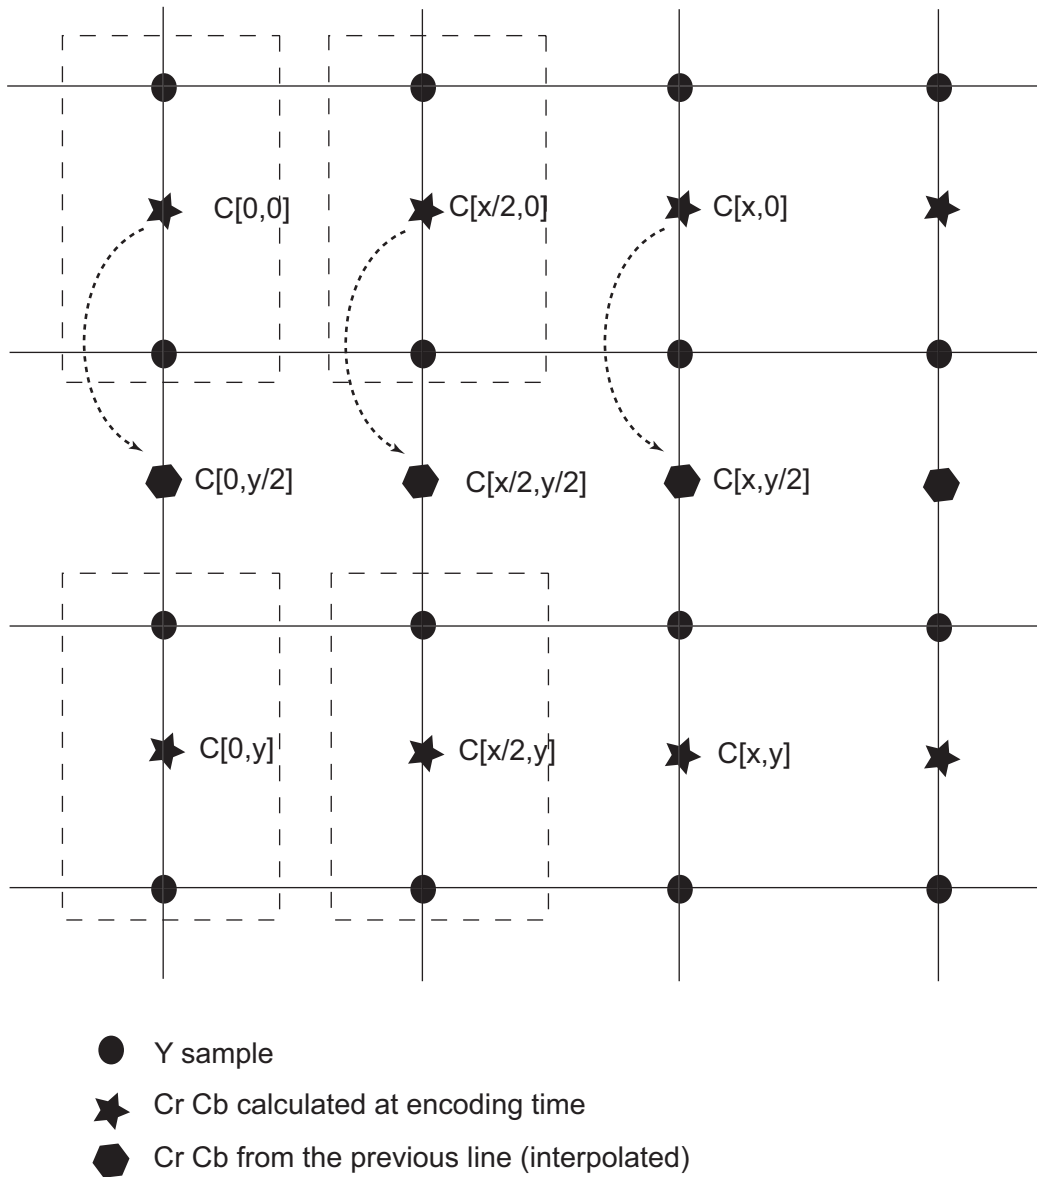 C[0,0]
C[x/2,0]
C[x,0]
C[0,y/2]
C[x/2,y/2]
C[x,y/2]
C[0,y]
C[x/2,y]
C[x,y]
Y sample
Cr Cb calculated at encoding time
Cr Cb from the previous line (interpolated)